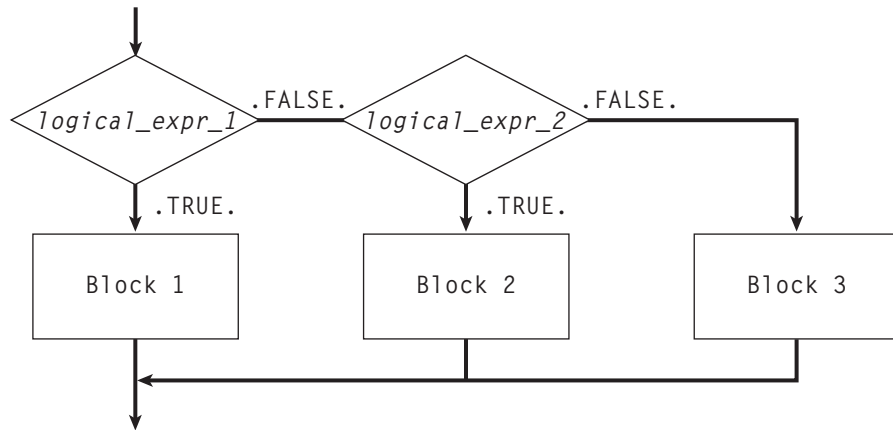 .FALSE.
.FALSE.
logical_expr_1
logical_expr_2
.TRUE.
.TRUE.
Block 1
Block 2
Block 3